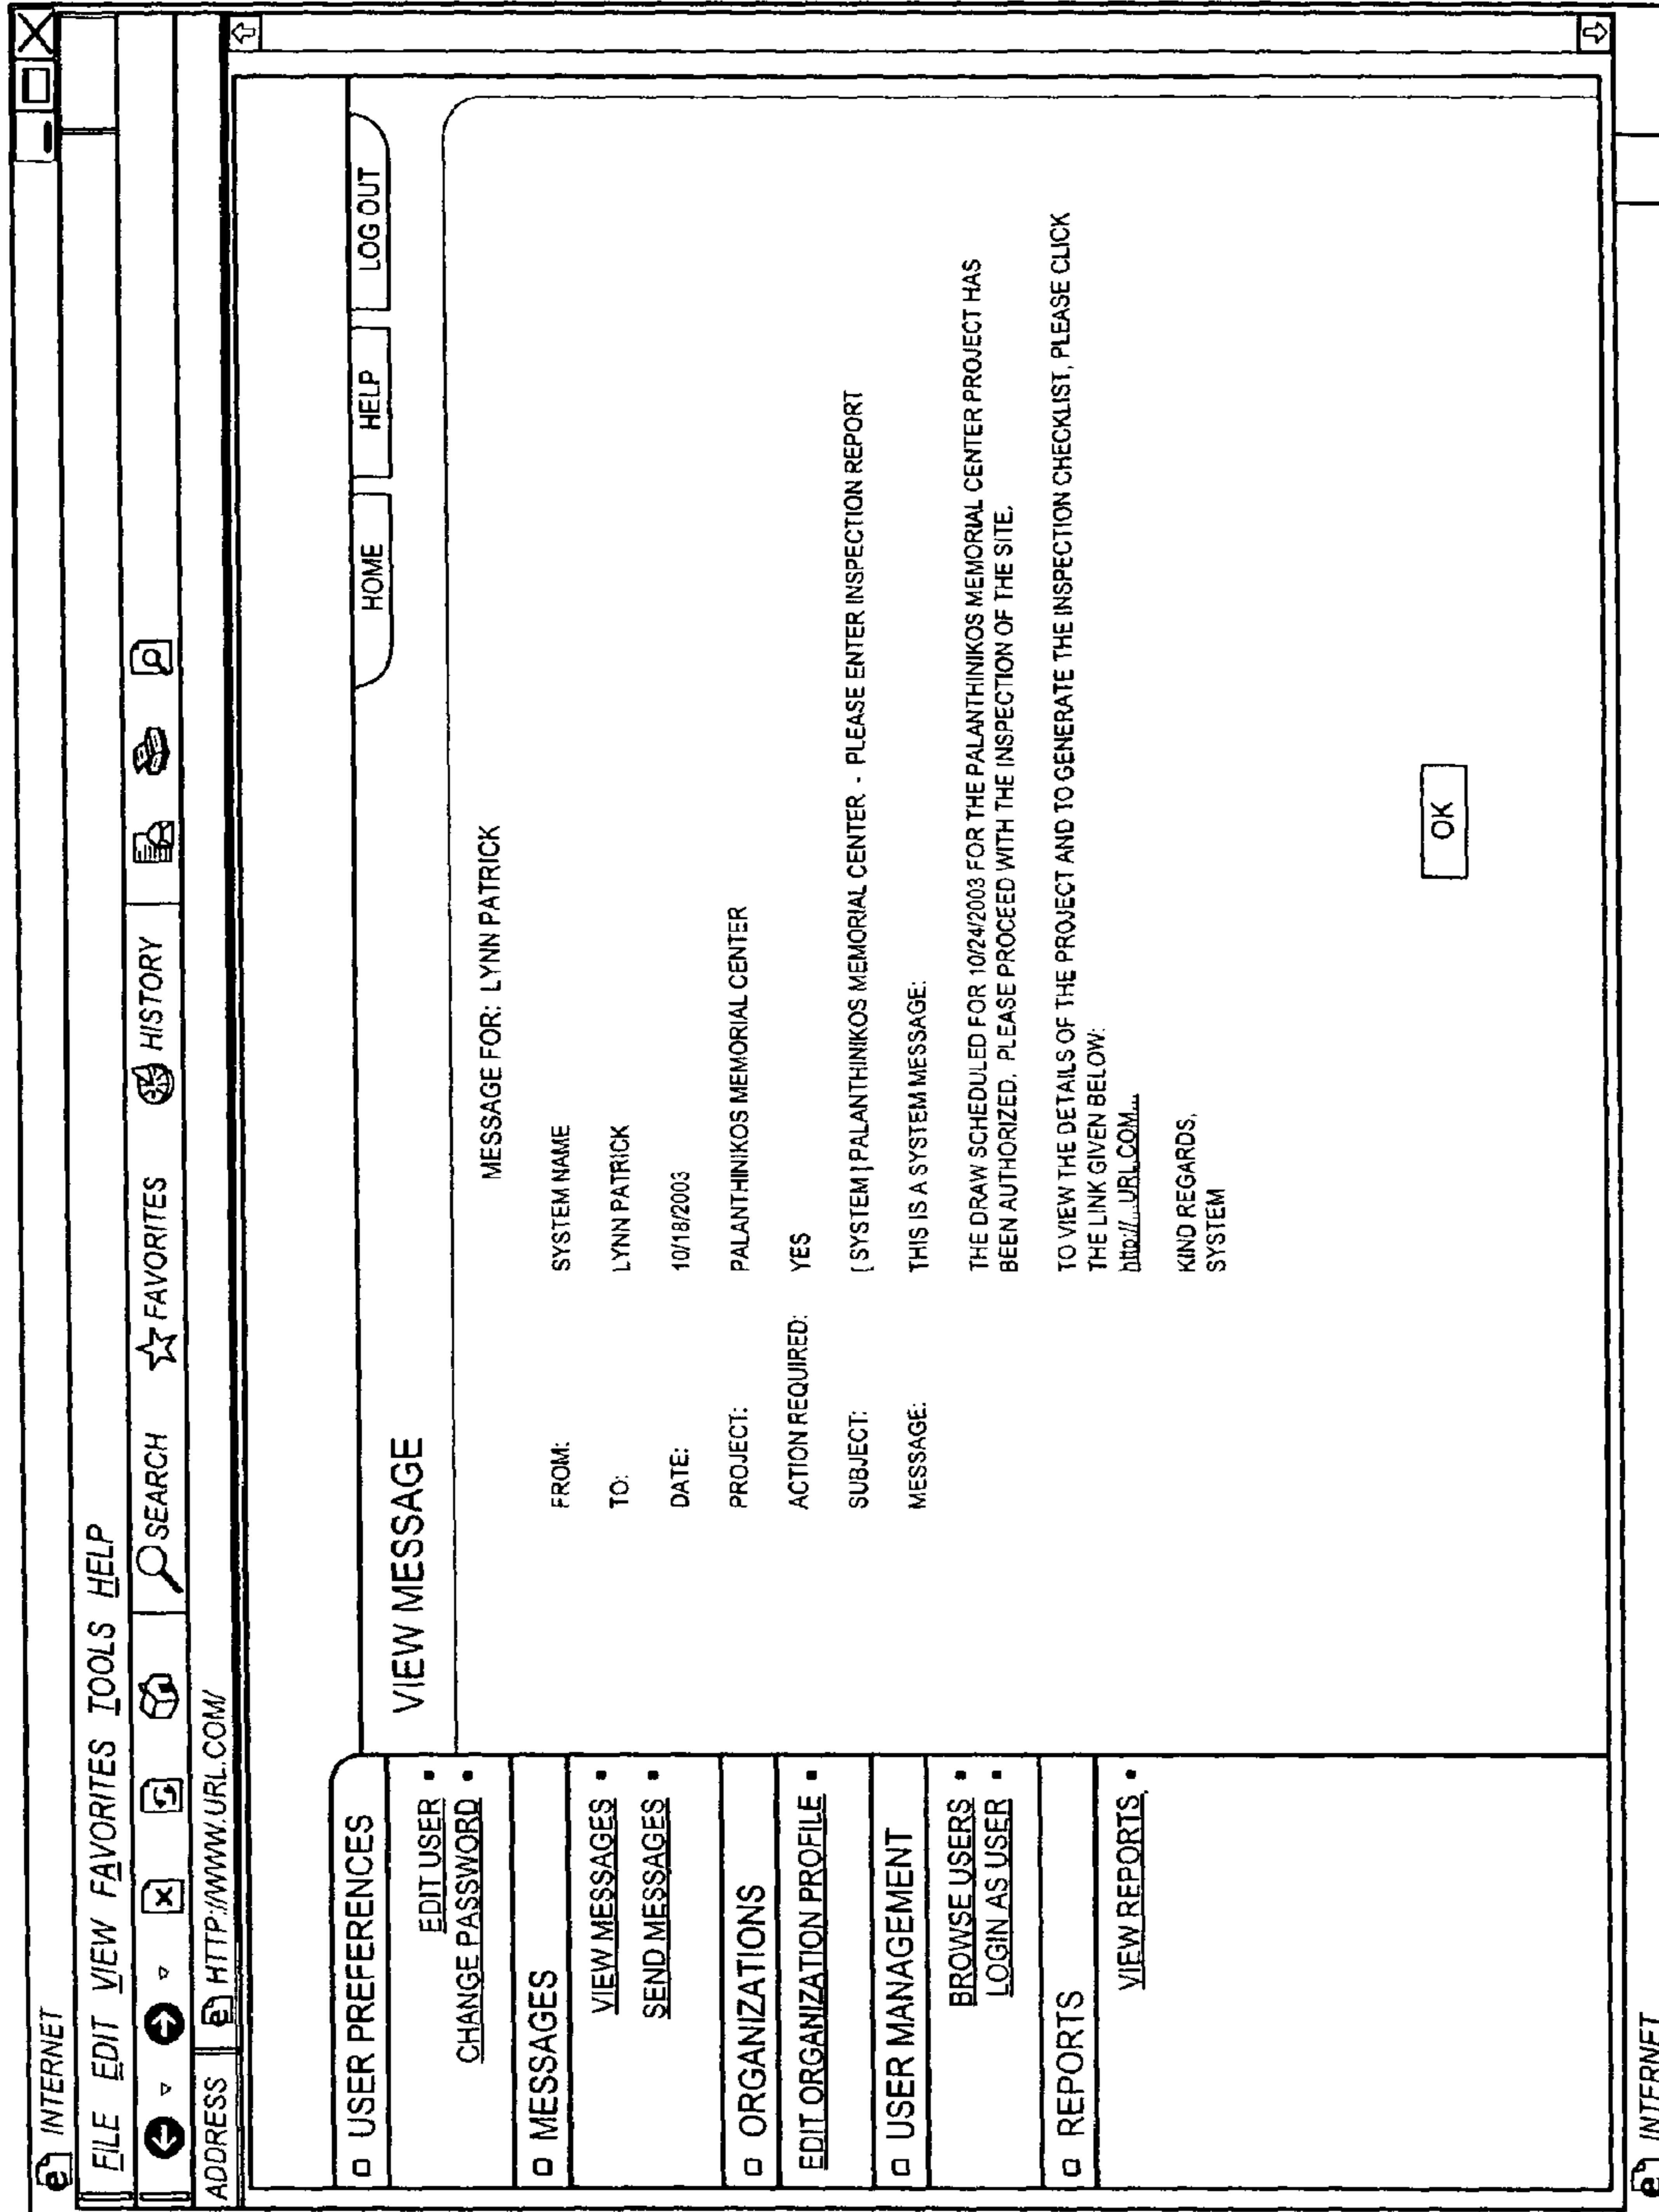 INTERNET
FILE EDIT VIEW FAVORITES TOOLS HELP
SEARCH FAVORITES HISTORY
ADDRESS HTTP://WWW.URL.COM/
HOME HELP LOG OUT
USER PREFERENCES
EDIT USER
CHANGE PASSWORD
MESSAGES
VIEW MESSAGES
SEND MESSAGES
ORGANIZATIONS
EDIT ORGANIZATION PROFILE
USER MANAGEMENT
BROWSE USERS
LOGIN AS USER
REPORTS
VIEW REPORTS
VIEW MESSAGE
MESSAGE FOR: LYNN PATRICK
FROM: SYSTEM NAME
TO: LYNN PATRICK
DATE: 10/18/2003
PROJECT: PALANTHINIKOS MEMORIAL CENTER
ACTION REQUIRED: YES
SUBJECT: [ SYSTEM ] PALANTHINIKOS MEMORIAL CENTER - PLEASE ENTER INSPECTION REPORT
MESSAGE: THIS IS A SYSTEM MESSAGE:
THE DRAW SCHEDULED FOR 10/24/2003 FOR THE PALANTHINIKOS MEMORIAL CENTER PROJECT HAS
BEEN AUTHORIZED. PLEASE PROCEED WITH THE INSPECTION OF THE SITE.
TO VIEW THE DETAILS OF THE PROJECT AND TO GENERATE THE INSPECTION CHECKLIST, PLEASE CLICK
THE LINK GIVEN BELOW:
http://...URL.COM...
KIND REGARDS,
SYSTEM
OK
INTERNET